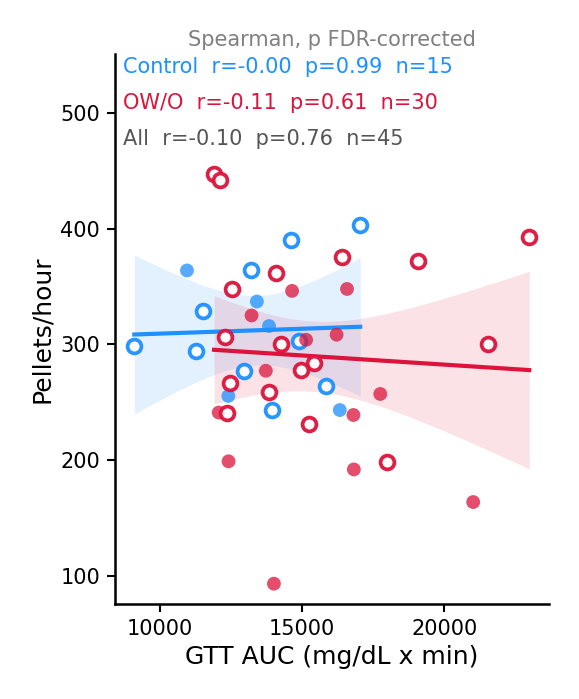 Spearman, p FDR-corrected
Control  r=-0.00  p=0.99  n=15
OW/O  r=-0.11  p=0.61  n=30
All  r=-0.10  p=0.76  n=45
500
400
300
200
100
Pellets/hour
10000 15000 20000
GTT AUC (mg/dL x min)